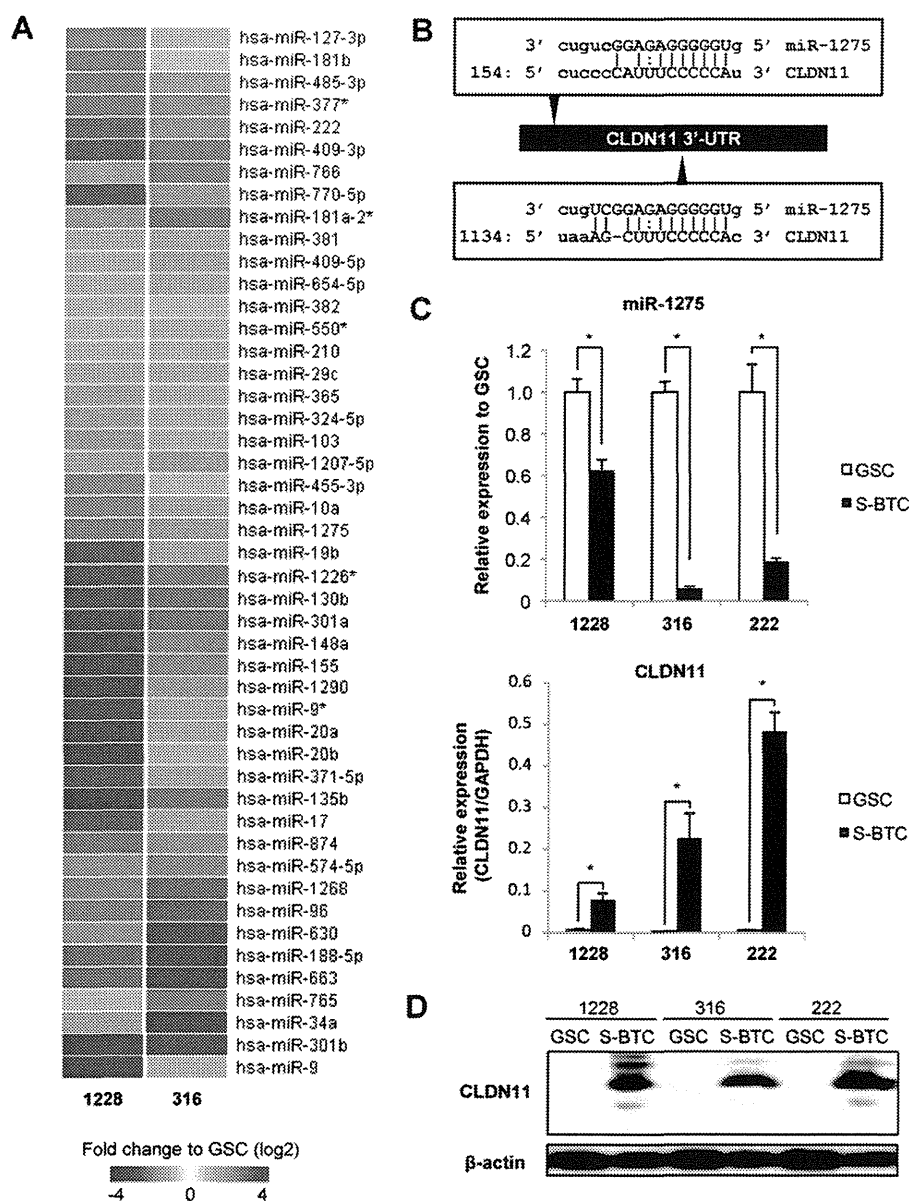 A
hsa-miR-127-3p
hsa-miR-181b
hsa-miR-485-3p
hsa-miR-377*
hsa-miR-222
hsa-miR-409-3p
hsa-miR-766
hsa-miR-770-5p
hsa-miR-181a-2*
hsa-miR-381
hsa-miR-409-5p
hsa-miR-654-5p
hsa-miR-382
hsa-miR-550*
hsa-miR-210
hsa-miR-29c
hsa-miR-365
hsa-miR-324-5p
hsa-miR-103
hsa-miR-1207-5p
hsa-miR-455-3p
hsa-miR-10a
hsa-miR-1275
hsa-miR-19b
hsa-miR-1226*
hsa-miR-130b
hsa-miR-301a
hsa-miR-148a
hsa-miR-155
hsa-miR-1290
hsa-miR-9*
hsa-miR-20a
hsa-miR-20b
hsa-miR-371-5p
hsa-miR-135b
hsa-miR-17
hsa-miR-874
hsa-miR-574-5p
hsa-miR-1268
hsa-miR-96
hsa-miR-630
hsa-miR-188-5p
hsa-miR-663
hsa-miR-765
hsa-miR-34a
hsa-miR-301b
hsa-miR-9
1228 316
Fold change to GSC (log2)
-4 0 4
B
3′ cugucGGAGAGGGGGUg 5′ miR-1275
154: 5′ cucccCAUUUCCCCCAu 3′ CLDN11
CLDN11 3′-UTR
3′ cugUCGGAGAGGGGGUg 5′ miR-1275
1134: 5′ uaaAG-CUUUCCCCCAc 3′ CLDN11
C
miR-1275
Relative expression to GSC
1.2
1.0
0.8
0.6
0.4
0.2
0
* * *
1228 316 222
GSC
S-BTC
CLDN11
Relative expression
(CLDN11/GAPDH)
0.6
0.5
0.4
0.3
0.2
0.1
0
* * *
1228 316 222
GSC
S-BTC
D
1228 316 222
GSC S-BTC GSC S-BTC GSC S-BTC
CLDN11
β-actin